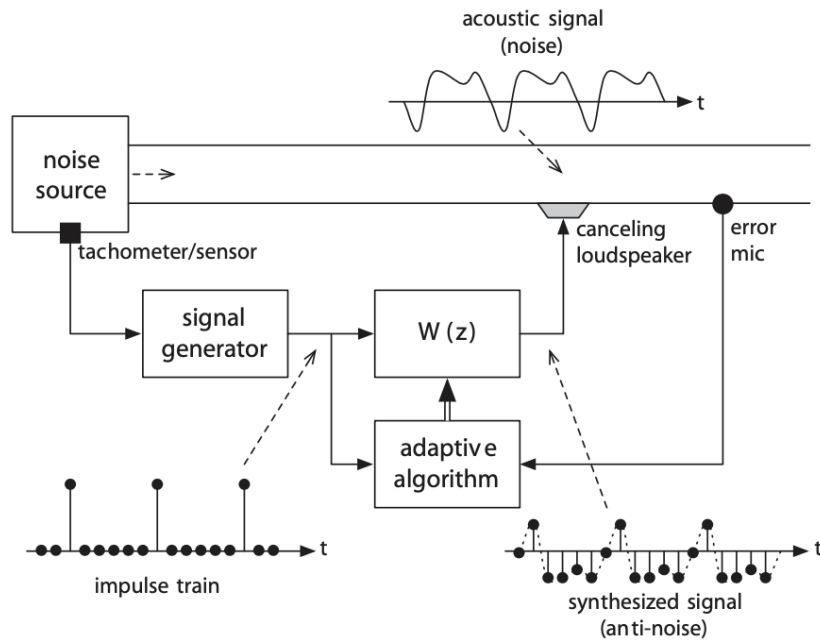 acoustic signal
(noise)
t
noise
source
tachometer/sensor
canceling
loudspeaker
error
mic
signal
generator
W(z)
adaptive
algorithm
t
impulse train
t
synthesized signal
(anti-noise)